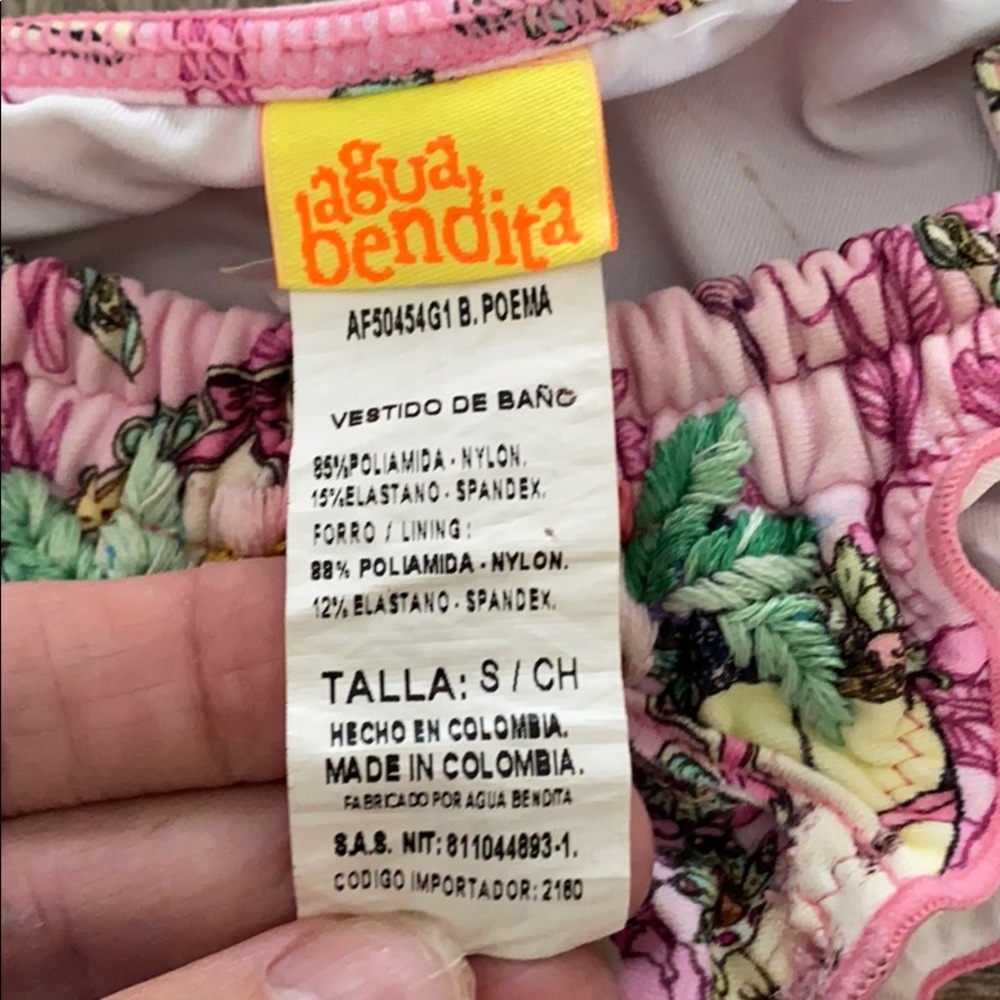 agua
bendita
AF50454G1 B. POEMA
VESTIDO DE BAÑO
85%POLIAMIDA - NYLON.
15%ELASTANO - SPANDEX.
FORRO / LINING:
88% POLIAMIDA - NYLON.
12% ELASTANO - SPANDEX.
TALLA: S / CH
HECHO EN COLOMBIA.
MADE IN COLOMBIA.
FABRICADO POR AGUA BENDITA
S.A.S. NIT: 811044893-1.
CODIGO IMPORTADOR: 2160